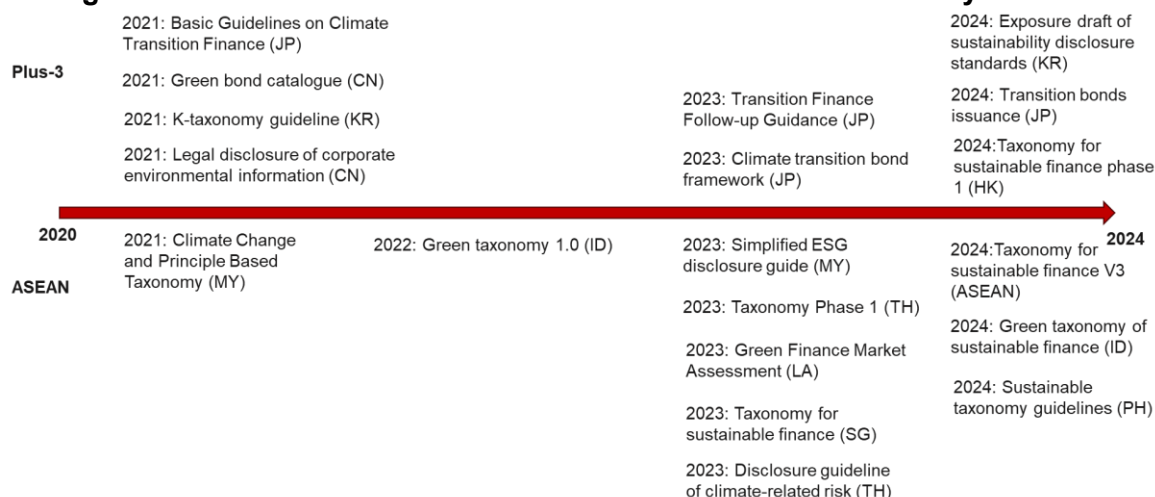 2021: Basic Guidelines on Climate
Transition Finance (JP)
Plus-3
2021: Green bond catalogue (CN)
2021: K-taxonomy guideline (KR)
2021: Legal disclosure of corporate
environmental information (CN)
2023: Transition Finance
Follow-up Guidance (JP)
2023: Climate transition bond
framework (JP)
2024: Exposure draft of
sustainability disclosure
standards (KR)
2024: Transition bonds
issuance (JP)
2024:Taxonomy for
sustainable finance phase
1 (HK)
2020
2024
ASEAN
2021: Climate Change
and Principle Based
Taxonomy (MY)
2022: Green taxonomy 1.0 (ID)
2023: Simplified ESG
disclosure guide (MY)
2023: Taxonomy Phase 1 (TH)
2023: Green Finance Market
Assessment (LA)
2023: Taxonomy for
sustainable finance (SG)
2023: Disclosure guideline
of climate-related risk (TH)
2024:Taxonomy for
sustainable finance V3
(ASEAN)
2024: Green taxonomy of
sustainable finance (ID)
2024: Sustainable
taxonomy guidelines (PH)